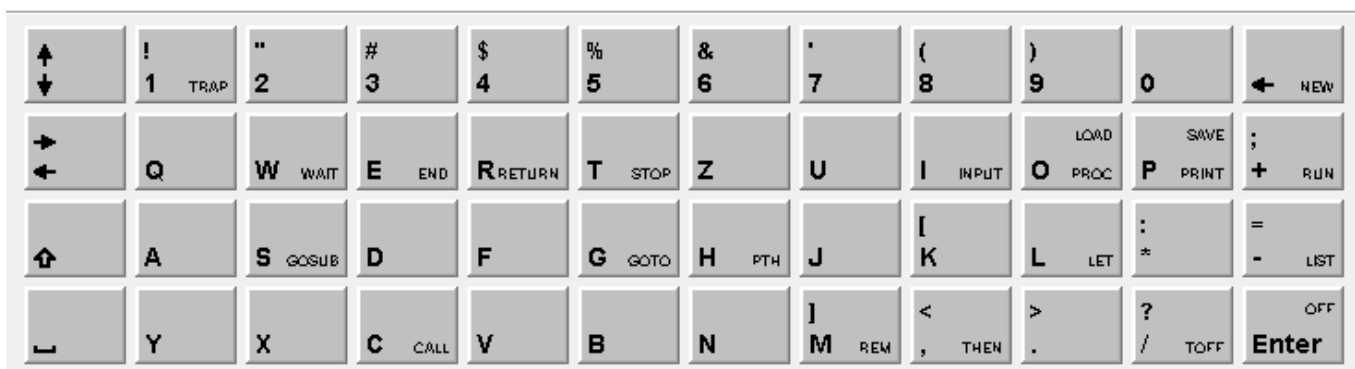 ! " # $ % & ' ( )
1 TRAP 2 3 4 5 6 7 8 9 0 NEW
LOAD SAVE ;
Q W WAIT E END R RETURN T STOP Z U I INPUT O PROC P PRINT + RUN
[ : =
A S GOSUB D F G GOTO H PTH J K L LET * - LIST
] < > ? OFF
Y X C CALL V B N M REM , THEN . / TOFF Enter